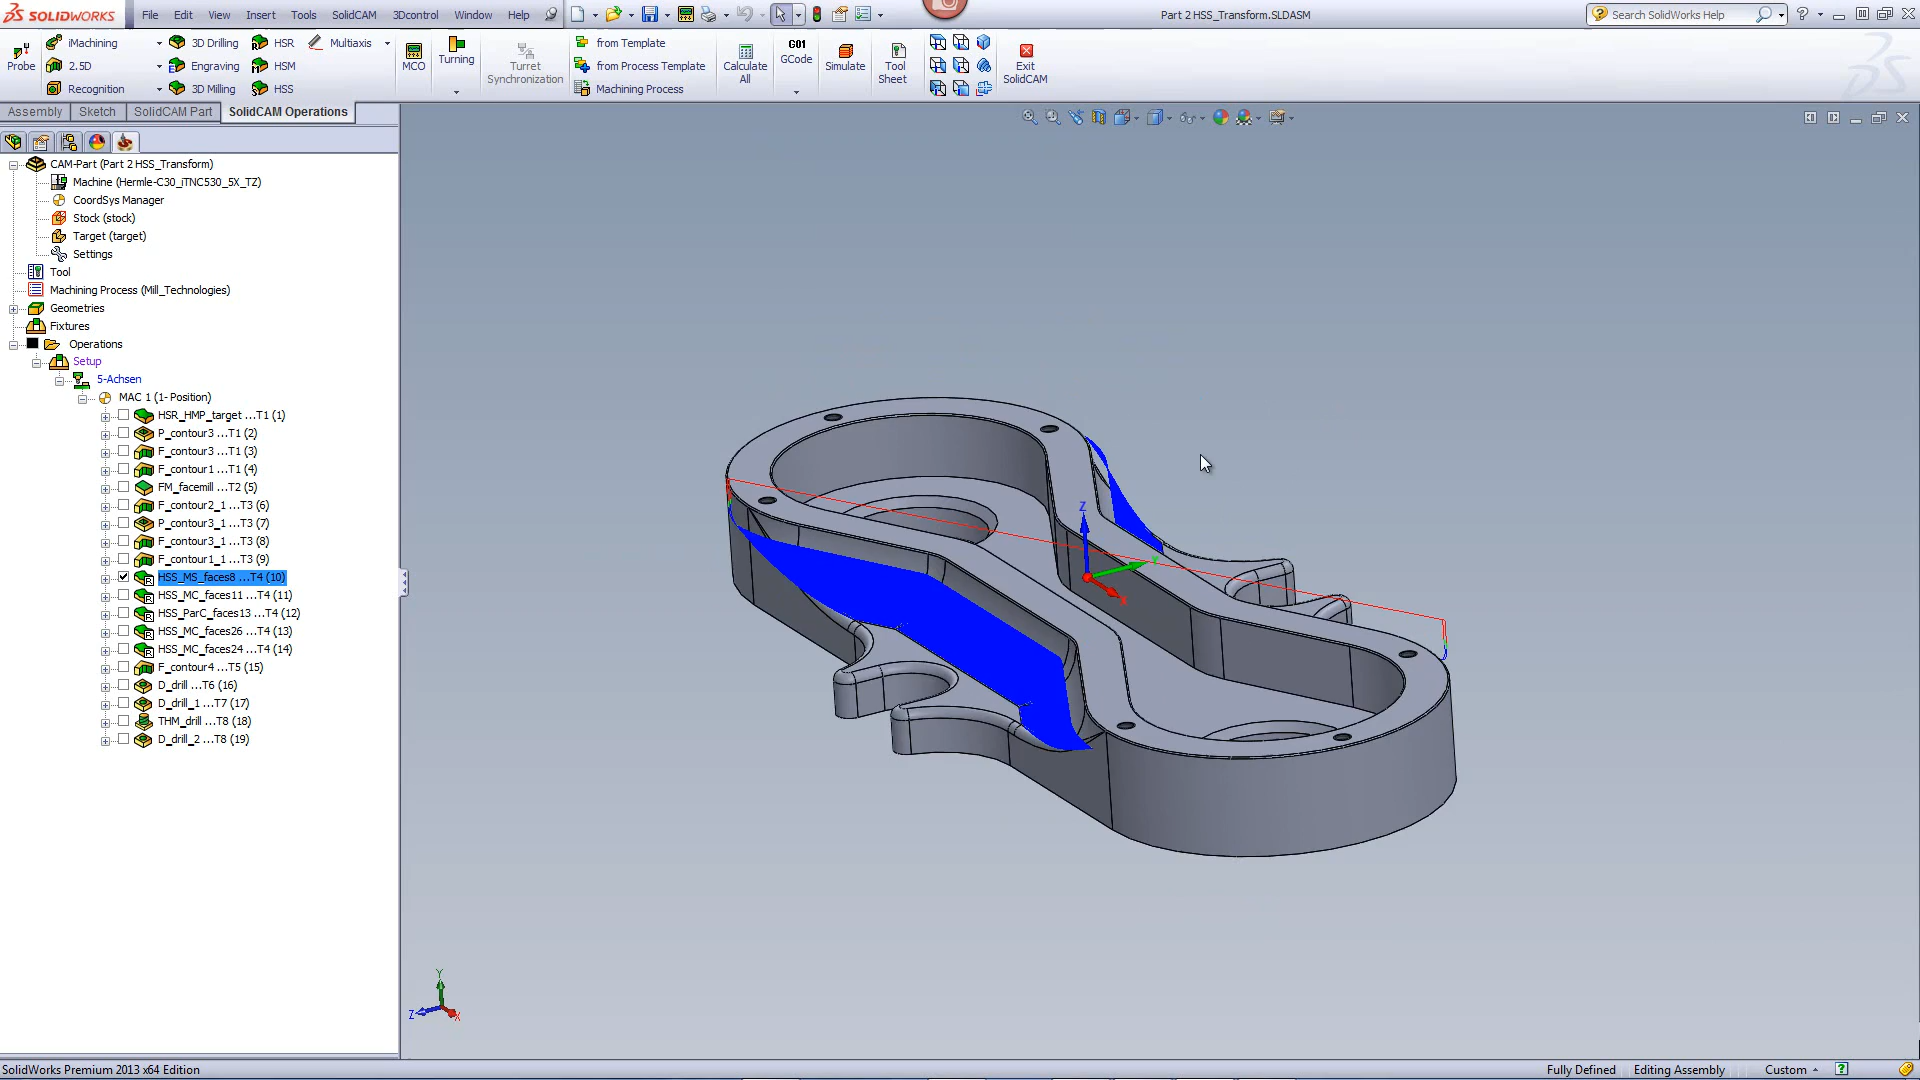 SOLIDWORKS File Edit View Insert Tools SolidCAM 3Dcontrol Window Help Part 2 HSS_Transform.SLDASM Search SolidWorks Help
Probe
iMachining
2.5D
Recognition
3D Drilling
Engraving
3D Milling
HSR
HSM
HSS
Multiaxis
MCO
Turning
Turret
Synchronization
from Template
from Process Template
Machining Process
Calculate
All
G01
GCode
Simulate
Tool
Sheet
Exit
SolidCAM
Assembly Sketch SolidCAM Part SolidCAM Operations
CAM-Part (Part 2 HSS_Transform)
Machine (Hermle-C30_iTNC530_5X_TZ)
CoordSys Manager
Stock (stock)
Target (target)
Settings
Tool
Machining Process (Mill_Technologies)
Geometries
Fixtures
Operations
Setup
5-Achsen
MAC 1 (1- Position)
HSR_HMP_target ...T1 (1)
P_contour3 ...T1 (2)
F_contour3 ...T1 (3)
F_contour1 ...T1 (4)
FM_facemill ...T2 (5)
F_contour2_1 ...T3 (6)
P_contour3_1 ...T3 (7)
F_contour3_1 ...T3 (8)
F_contour1_1 ...T3 (9)
HSS_MS_faces8 ...T4 (10)
HSS_MC_faces11 ...T4 (11)
HSS_ParC_faces13 ...T4 (12)
HSS_MC_faces26 ...T4 (13)
HSS_MC_faces24 ...T4 (14)
F_contour4 ...T5 (15)
D_drill ...T6 (16)
D_drill_1 ...T7 (17)
THM_drill ...T8 (18)
D_drill_2 ...T8 (19)
Z
Y
X
Y
Z
X
SolidWorks Premium 2013 x64 Edition Fully Defined Editing Assembly Custom